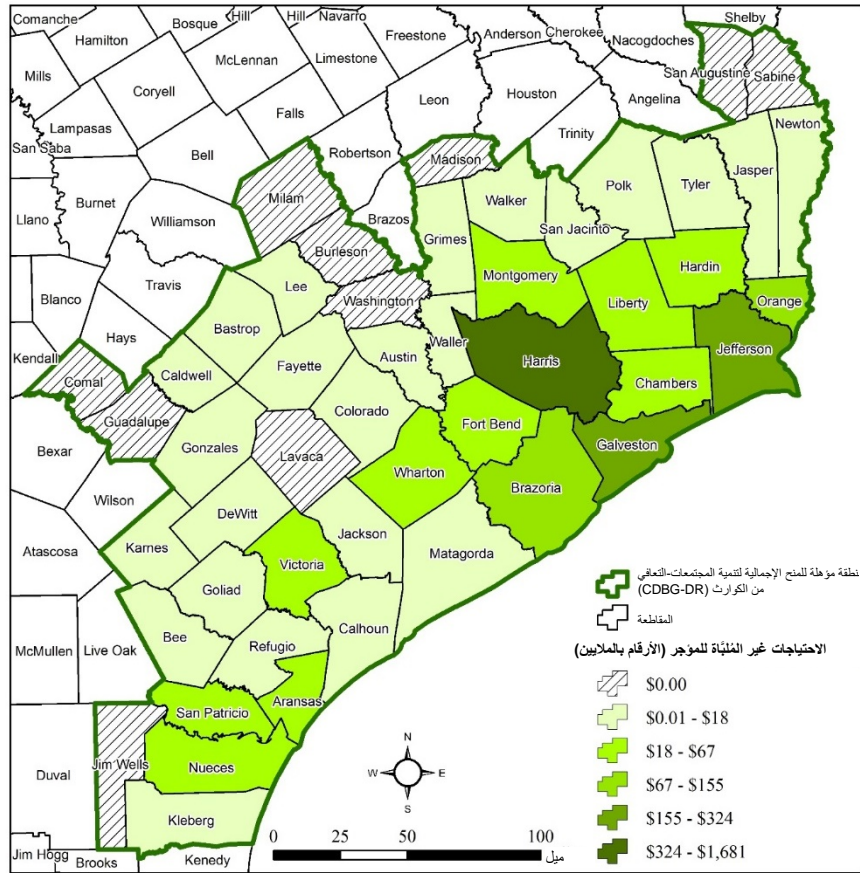 Shelby
Comanche
Bosque
Hill
Hill
Navarro
Freestone
Anderson
Cherokee
Nacogdoches
Hamilton
McLennan
Limestone
San Augustine
Sabine
Mills
Coryell
Leon
Houston
Angelina
Falls
Lampasas
Trinity
Newton
San Saba
Bell
Robertson
Madison
Jasper
Milam
Polk
Tyler
Burnet
Walker
Llano
Williamson
Brazos
San Jacinto
Grimes
Burleson
Travis
Lee
Montgomery
Hardin
Blanco
Washington
Liberty
Orange
Bastrop
Hays
Waller
Austin
Harris
Jefferson
Kendall
Caldwell
Fayette
Chambers
Comal
Colorado
Guadalupe
Fort Bend
Gonzales
Galveston
Bexar
Lavaca
Wharton
Brazoria
Wilson
DeWitt
Jackson
Karnes
Matagorda
Atascosa
Victoria
Goliad
Calhoun
McMullen
Live Oak
Bee
Refugio
Aransas
San Patricio
Duval
Jim Wells
Nueces
Kleberg
Jim Hogg
Brooks
Kenedy
N
W
E
S
0
25
50
100
ميل
نطقة مؤهلة للمنح الإجمالية لتنمية المجتمعات-التعافي
من الكوارث (CDBG-DR)
المقاطعة
الاحتياجات غير المُلبَّاة للمؤجر (الأرقام بالملايين)
$0.00
$0.01 - $18
$18 - $67
$67 - $155
$155 - $324
$324 - $1,681